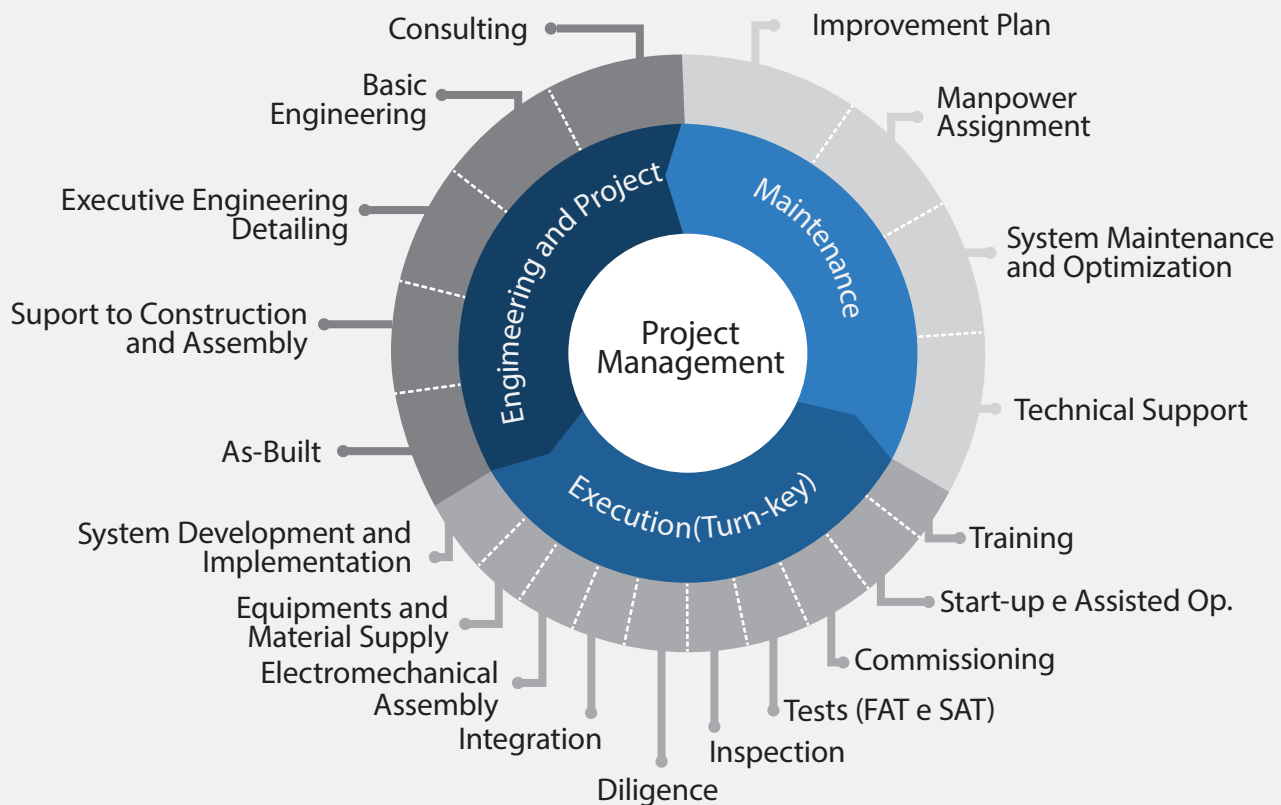 Consulting
Improvement Plan
Basic
Engineering
Manpower
Assignment
Executive Engineering
Detailing
System Maintenance
and Optimization
Suport to Construction
and Assembly
Technical Support
As-Built
Engimeering and Project
Maintenance
Project
Management
Execution(Turn-key)
System Development and
Implementation
Training
Equipments and
Material Supply
Start-up e Assisted Op.
Electromechanical
Assembly
Commissioning
Integration
Tests (FAT e SAT)
Diligence
Inspection